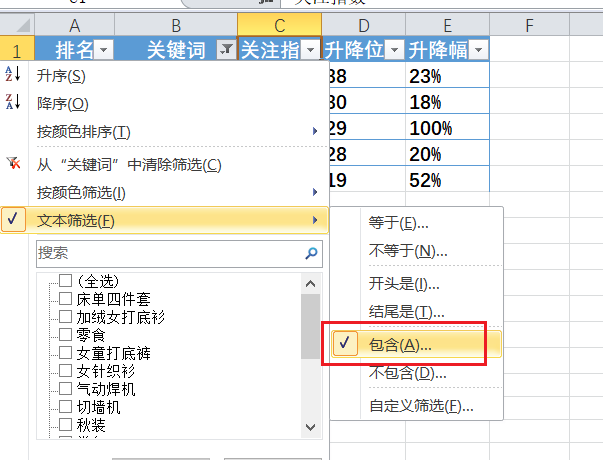 A B C D E F
1 排名 关键词 关注指 升降位 升降幅
38 23%
30 18%
29 100%
28 20%
19 52%
升序(S)
降序(O)
按颜色排序(T)
从“关键词”中清除筛选(C)
按颜色筛选(I)
文本筛选(F)
搜索
(全选)
床单四件套
加绒女打底衫
零食
女童打底裤
女针织衫
气动焊机
切墙机
秋装
等于(E)...
不等于(N)...
开头是(I)...
结尾是(T)...
包含(A)...
不包含(D)...
自定义筛选(F)...